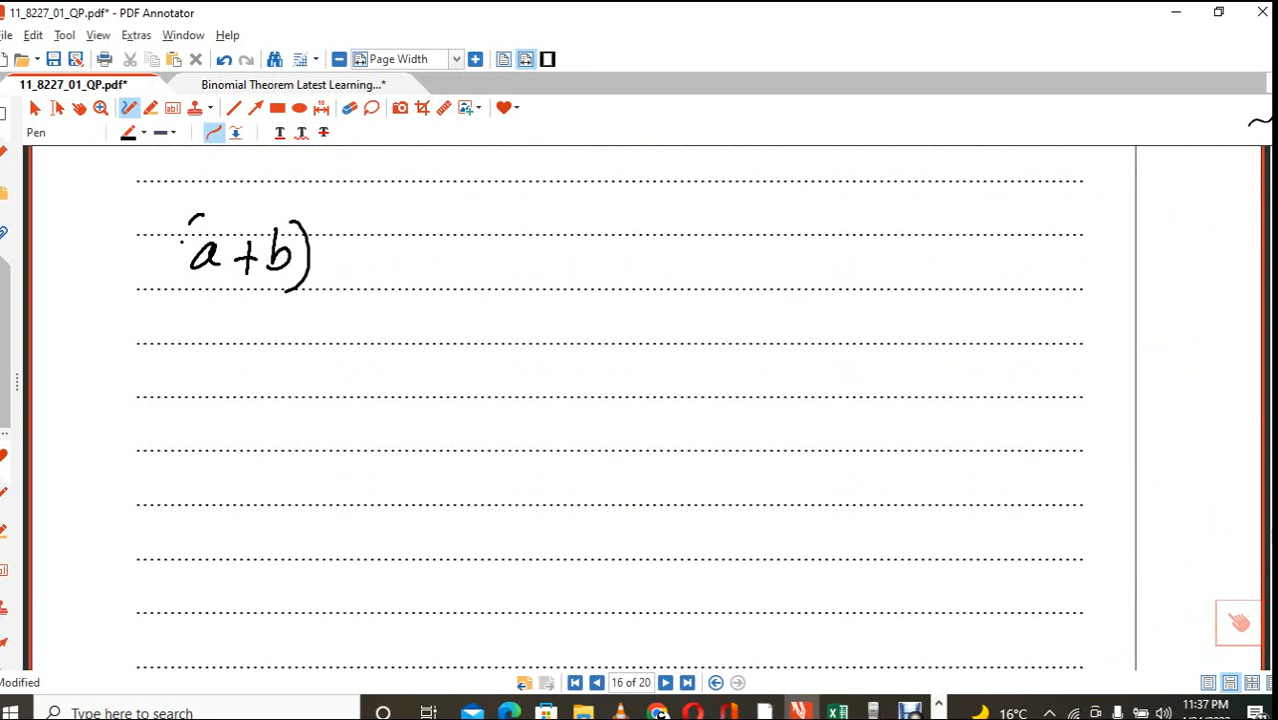 11_8227_01_QP.pdf* - PDF Annotator
ile Edit Tool View Extras Window Help
Page Width
11_8227_01_QP.pdf* Binomial Theorem Latest Learning...*
Pen
(a+b)
Modified
16 of 20
Type here to search
16°C
11:37 PM